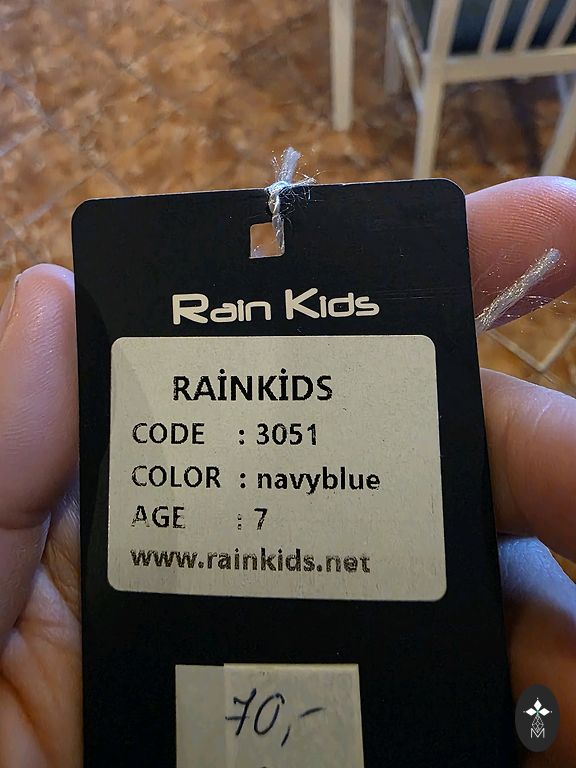 Rain Kids
RAİNKİDS
CODE : 3051
COLOR : navyblue
AGE : 7
www.rainkids.net
70,-
M